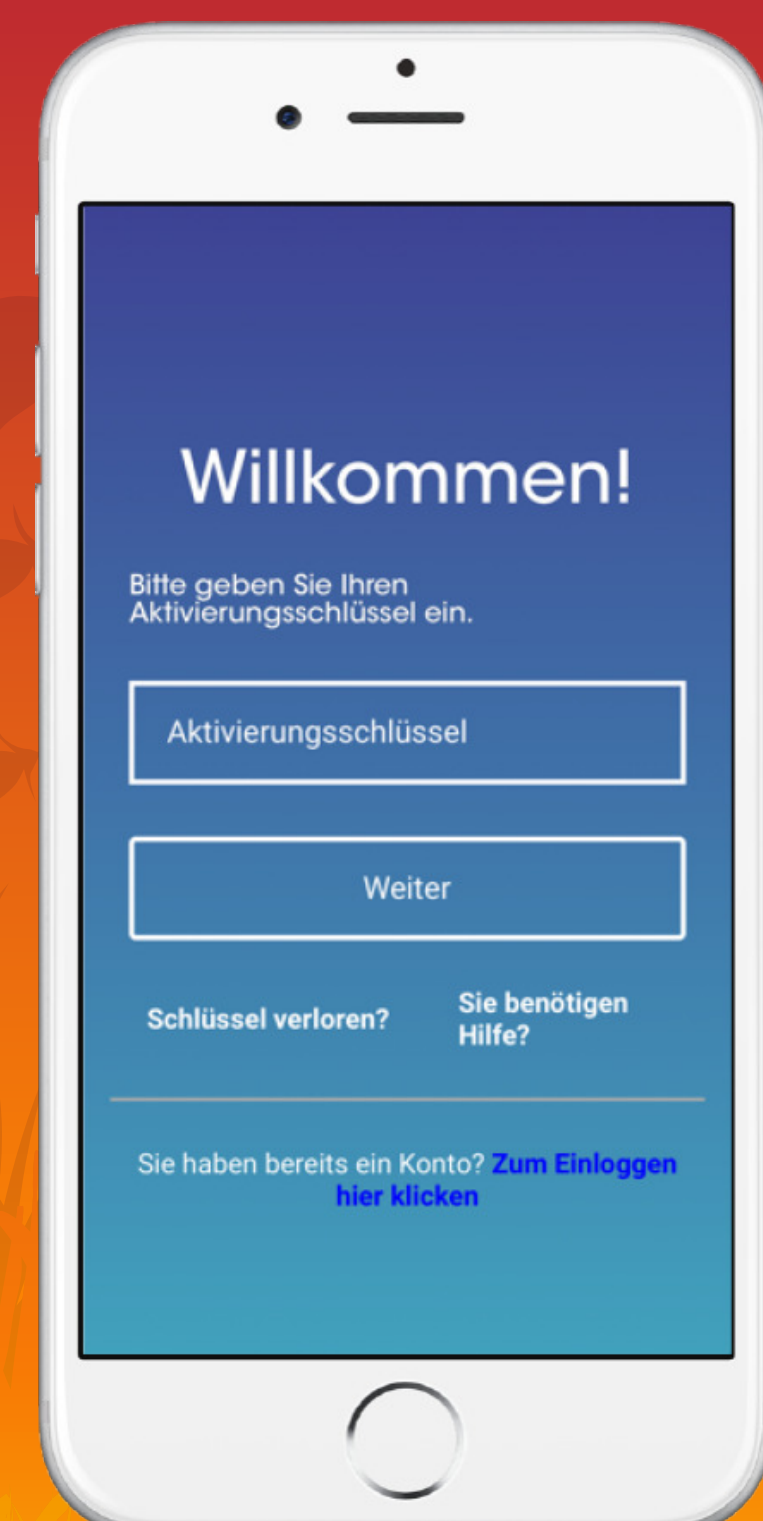 Willkommen!
Bitte geben Sie Ihren
Aktivierungsschlüssel ein.
Aktivierungsschlüssel
Weiter
Schlüssel verloren?
Sie benötigen
Hilfe?
Sie haben bereits ein Konto? Zum Einloggen
hier klicken